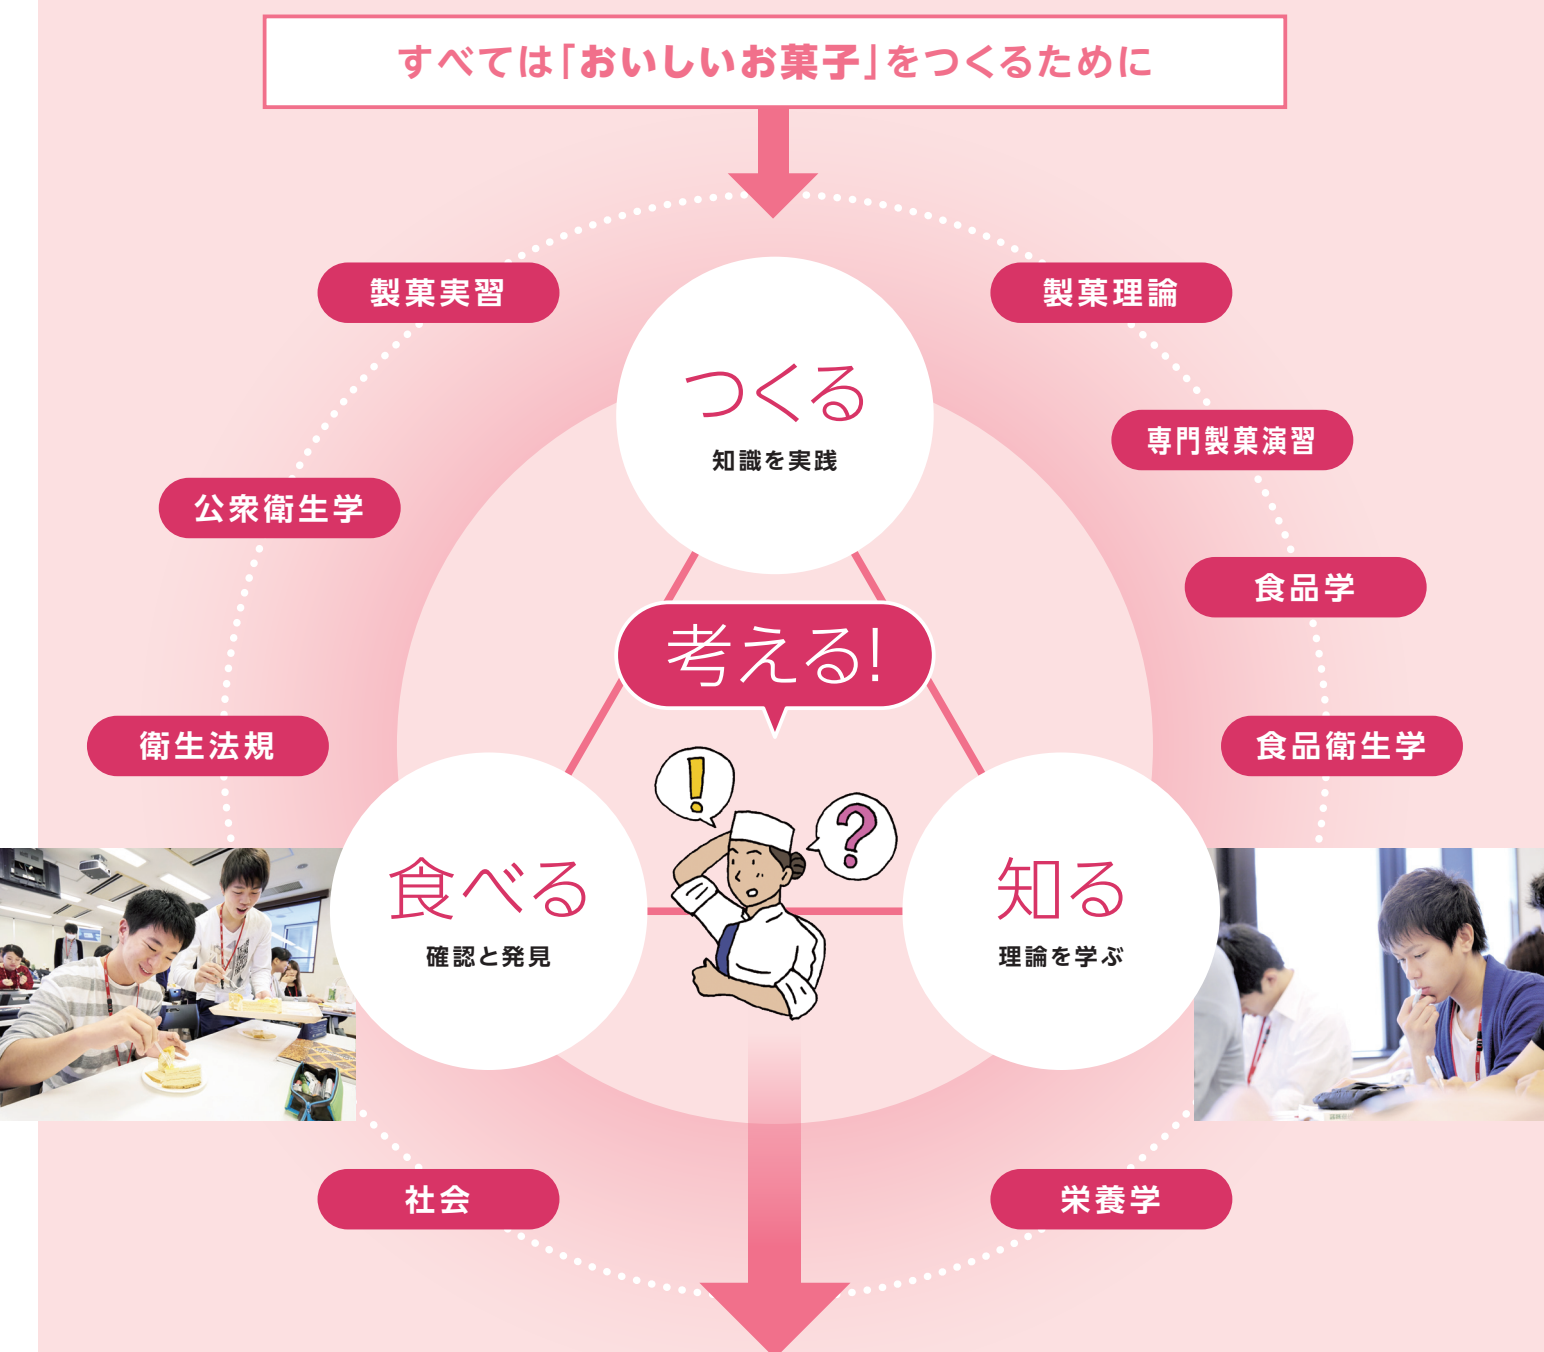 すべては「おいしいお菓子」をつくるために
製菓実習
製菓理論
つくる
知識を実践
専門製菓演習
公衆衛生学
食品学
考える!
衛生法規
食品衛生学
!
?
食べる
確認と発見
知る
理論を学ぶ
社会
栄養学